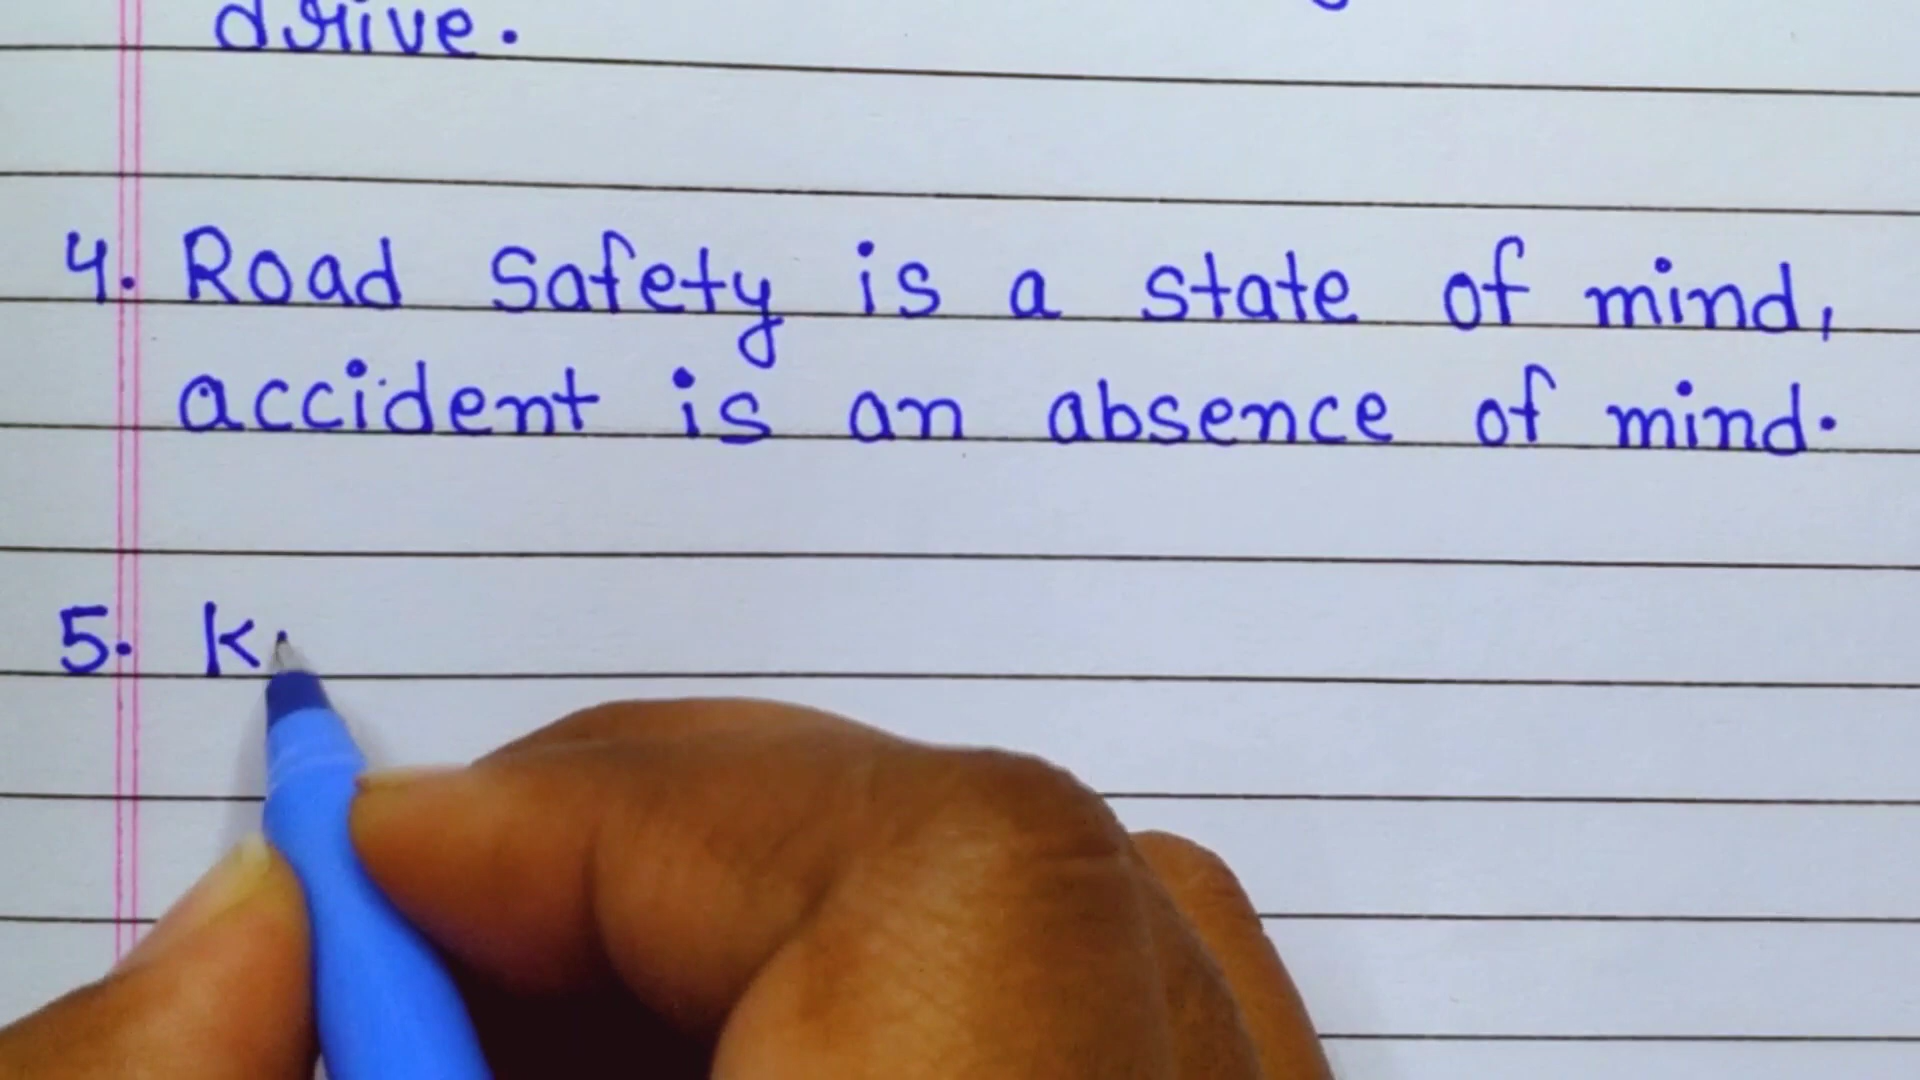 drive.
4. Road Safety is a state of mind,
accident is an absence of mind.
5. K